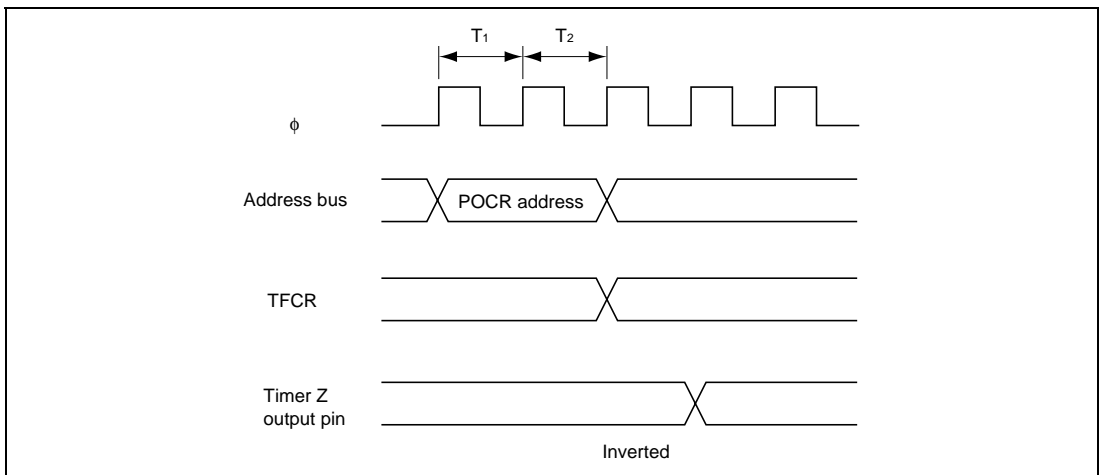 T1 T2
ϕ
Address bus POCR address
TFCR
Timer Z
output pin
Inverted